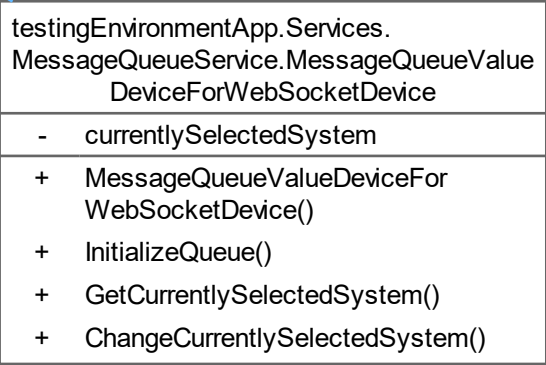 testingEnvironmentApp.Services.
MessageQueueService.MessageQueueValue
DeviceForWebSocketDevice
- currentlySelectedSystem
+ MessageQueueValueDeviceFor
WebSocketDevice()
+ InitializeQueue()
+ GetCurrentlySelectedSystem()
+ ChangeCurrentlySelectedSystem()